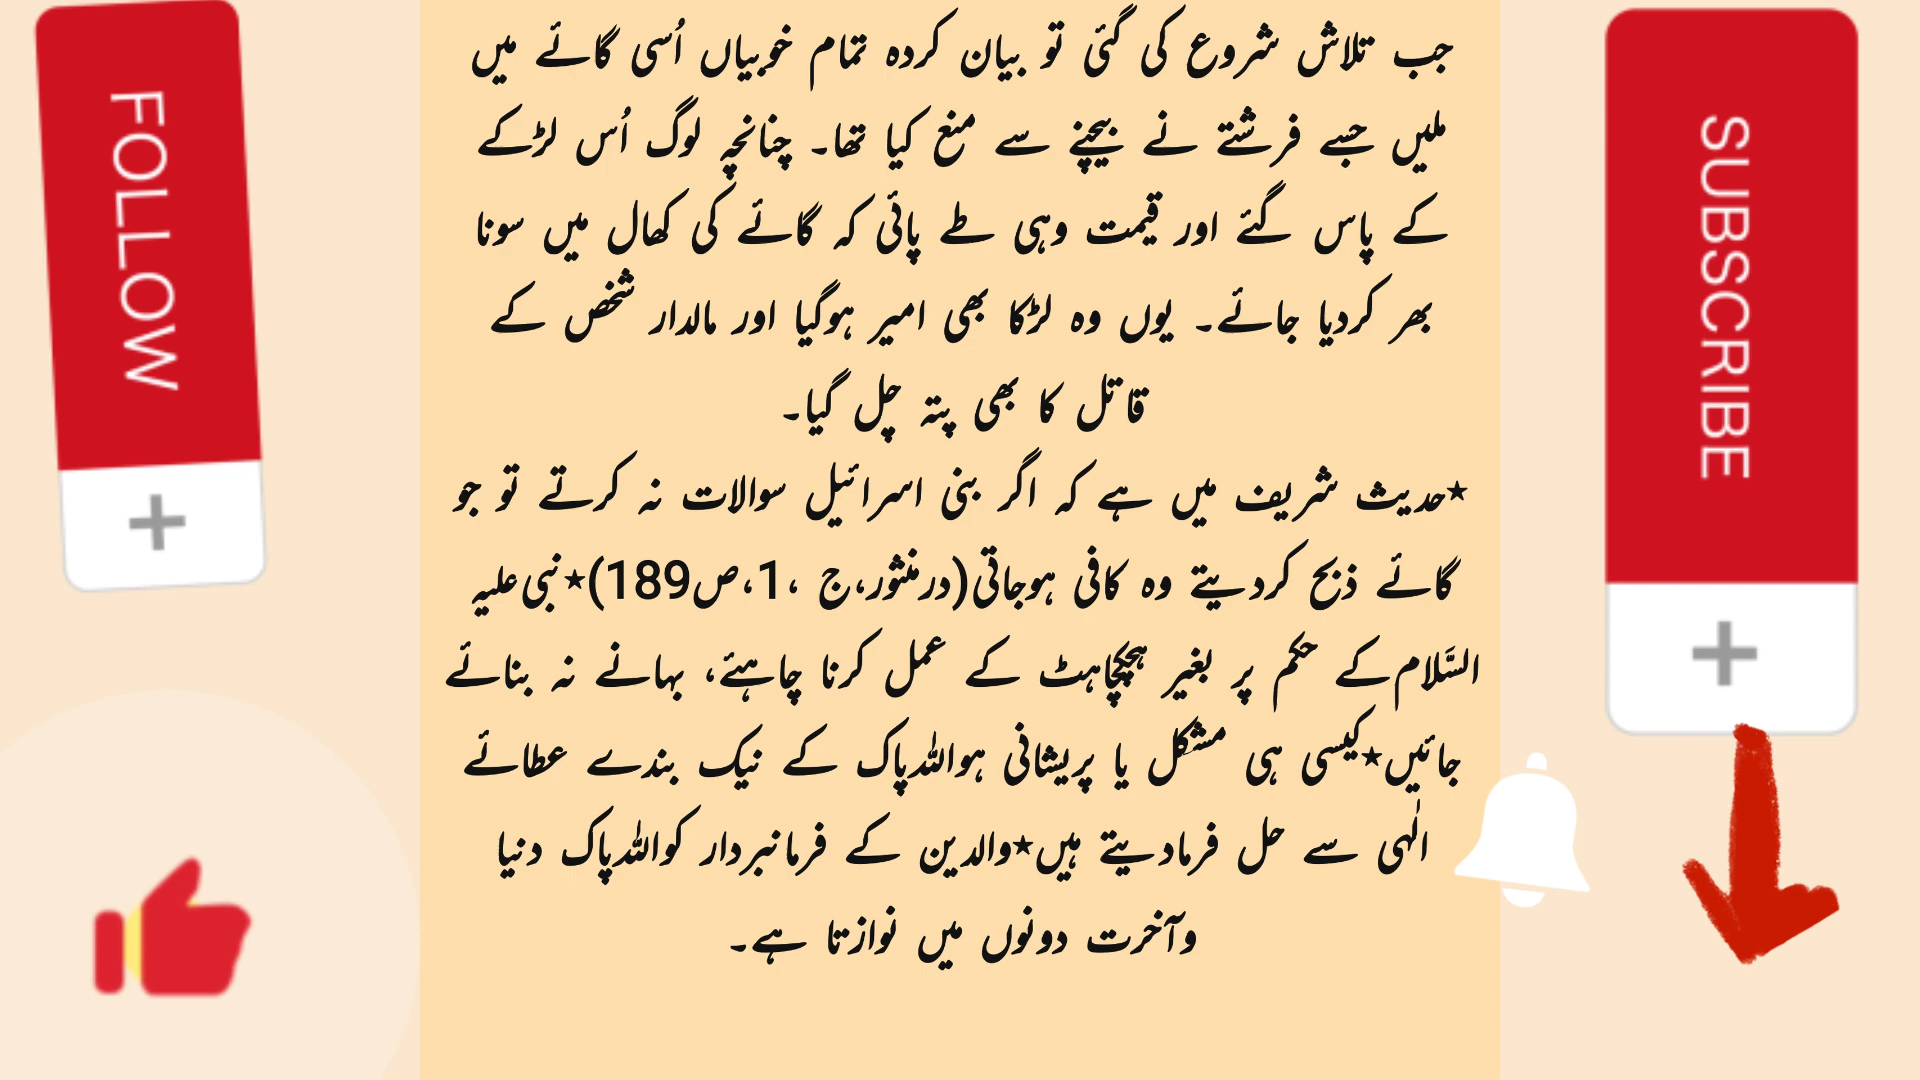 FOLLOW
جب تلاش شروع کی گئی تو بیان کردہ تمام خوبیاں اُسی گائے میں
ملیں جسے فرشتے نے بیچنے سے منع کیا تھا۔ چنانچہ لوگ اُس لڑکے
کے پاس گئے اور قیمت وہی طے پائی کہ گائے کی کھال میں سونا
بھر کردیا جائے۔ یوں وہ لڑکا بھی امیر ہوگیا اور مالدار شخص کے
قاتل کا بھی پتہ چل گیا۔
٭حدیث شریف میں ہے کہ اگر بنی اسرائیل سوالات نہ کرتے تو جو
گائے ذبح کردیتے وہ کافی ہوجاتی(درمنثور،ج ،1،ص189)٭نبی علیہ
السَّلام کے حکم پر بغیر ہچکچاہٹ کے عمل کرنا چاہئے، بہانے نہ بنائے
جائیں٭کیسی ہی مشکل یا پریشانی ہواللہ پاک کے نیک بندے عطائے
الٰہی سے حل فرمادیتے ہیں٭والدین کے فرمانبردار کواللہ پاک دنیا
وآخرت دونوں میں نوازتا ہے۔
SUBSCRIBE